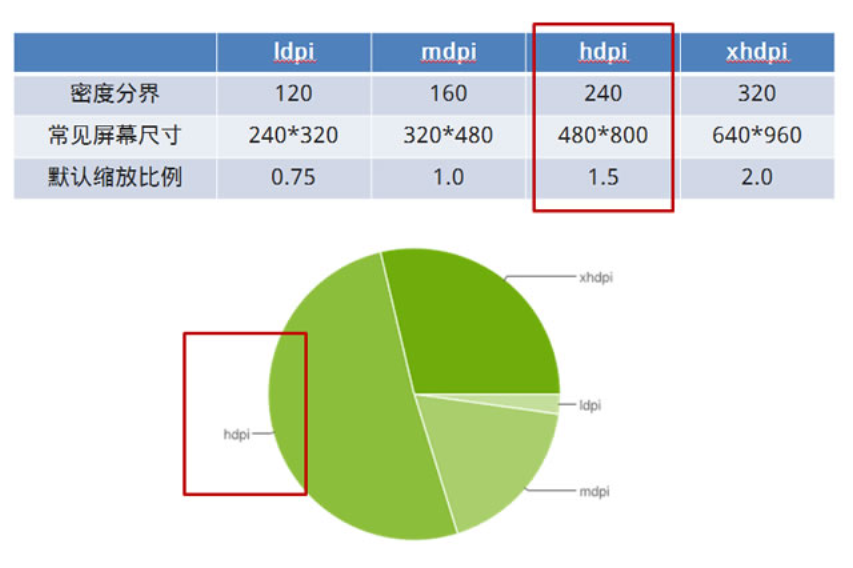 ldpi mdpi hdpi xhdpi
密度分界 120 160 240 320
常见屏幕尺寸 240*320 320*480 480*800 640*960
默认缩放比例 0.75 1.0 1.5 2.0
xhdpi
ldpi
hdpi
mdpi